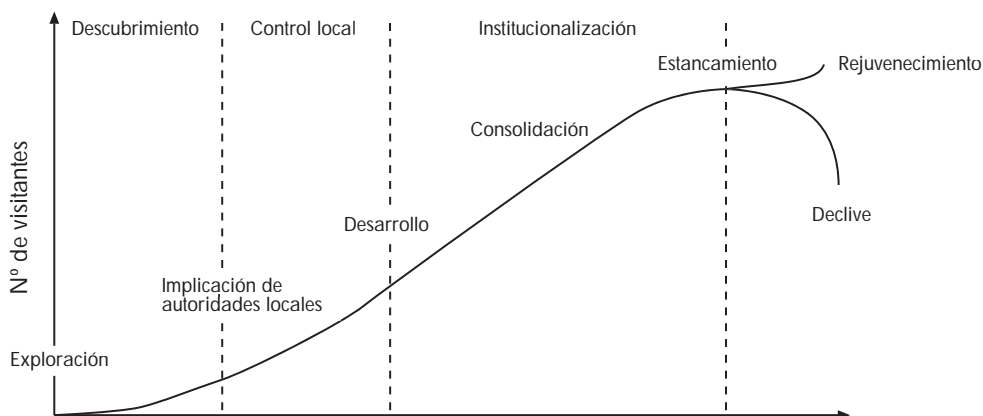 Descubrimiento
Control local
Institucionalización
Estancamiento
Rejuvenecimiento
Consolidación
Declive
Desarrollo
Implicación de
autoridades locales
Exploración
Nº de visitantes